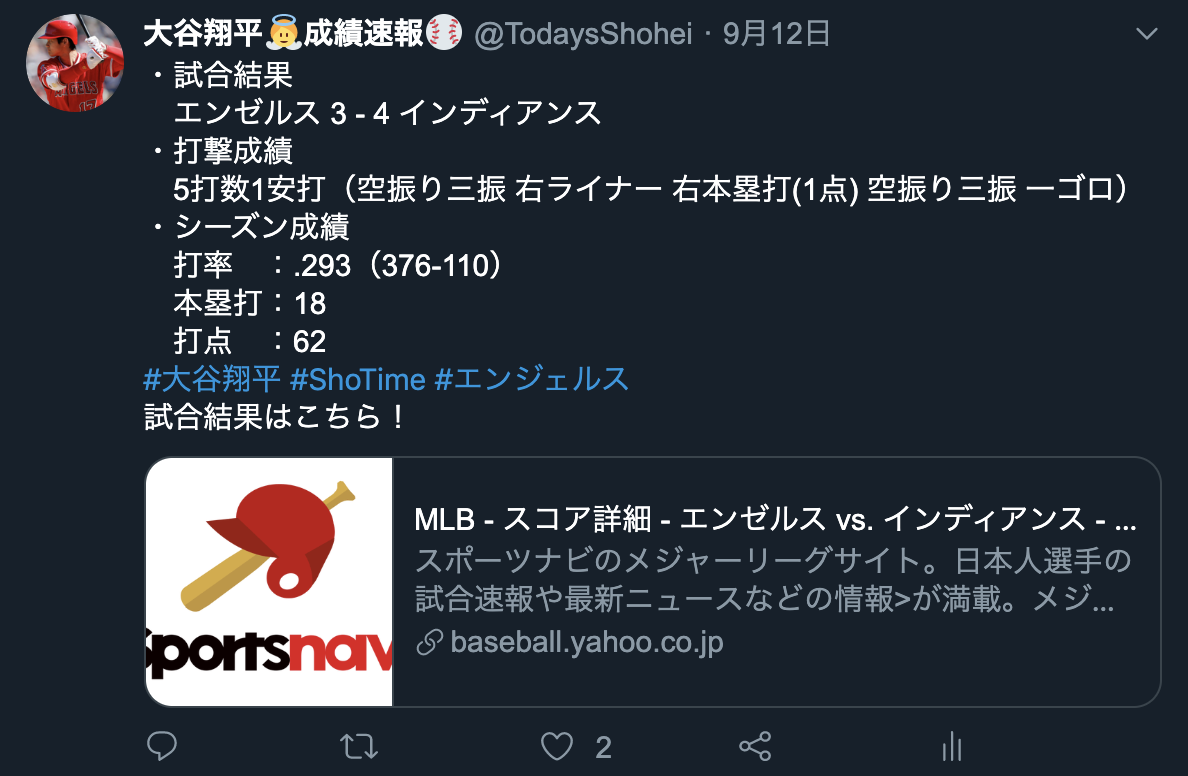 大谷翔平👼成績速報⚾ @TodaysShohei · 9月12日
・試合結果
エンゼルス 3 - 4 インディアンス
・打撃成績
5打数1安打（空振り三振 右ライナー 右本塁打(1点) 空振り三振 一ゴロ）
・シーズン成績
打率　：.293（376-110）
本塁打：18
打点　：62
#大谷翔平 #ShoTime #エンジェルス
試合結果はこちら！
sportsnav
MLB - スコア詳細 - エンゼルス vs. インディアンス - ...
スポーツナビのメジャーリーグサイト。日本人選手の
試合速報や最新ニュースなどの情報>が満載。メジ...
baseball.yahoo.co.jp
2